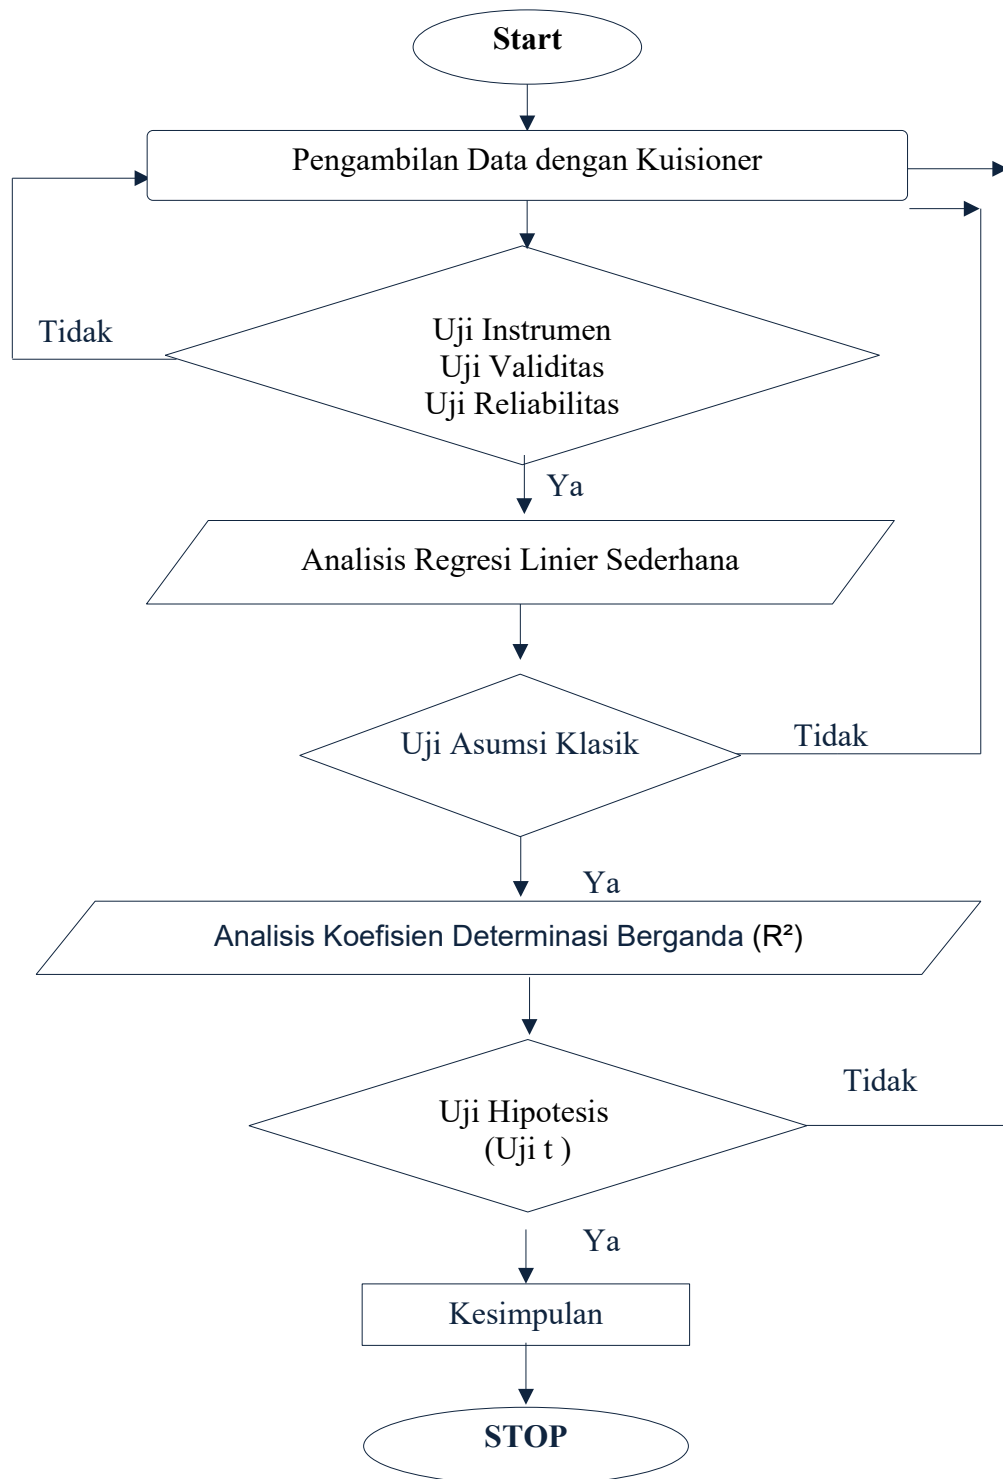 Start
Pengambilan Data dengan Kuisioner
Tidak
Uji Instrumen
Uji Validitas
Uji Reliabilitas
Ya
Analisis Regresi Linier Sederhana
Uji Asumsi Klasik
Tidak
Ya
Analisis Koefisien Determinasi Berganda (R²)
Tidak
Uji Hipotesis
(Uji t )
Ya
Kesimpulan
STOP